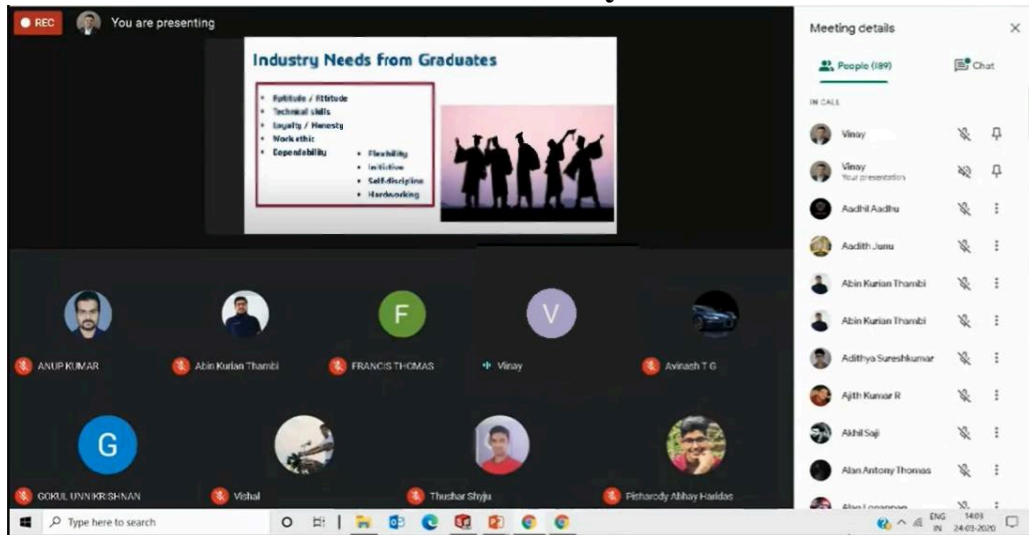 REC
You are presenting
Industry Needs from Graduates
• Aptitude / Attitude
• Technical skills
• Loyalty / Honesty
• Work ethic
• Dependability
• Flexibility
• Initiative
• Self-discipline
• Hardworking
F
V
ANUP KUMAR
Abin Kurian Thambi
FRANCIS THOMAS
Vinay
Avinash T G
G
GOKUL UNNIKRISHNAN
Vishal
Thushar Shyju
Pisharody Abhay Haridas
Meeting details
People (189)
Chat
IN CALL
Vinay
Vinay
Your presentation
Aadhil Aadhu
Aadith Junu
Abin Kurian Thambi
Abin Kurian Thambi
Adithya Sureshkumar
Ajith Kumar R
Akhil Saji
Alan Antony Thomas
Type here to search
ENG
IN
14:03
24-03-2020